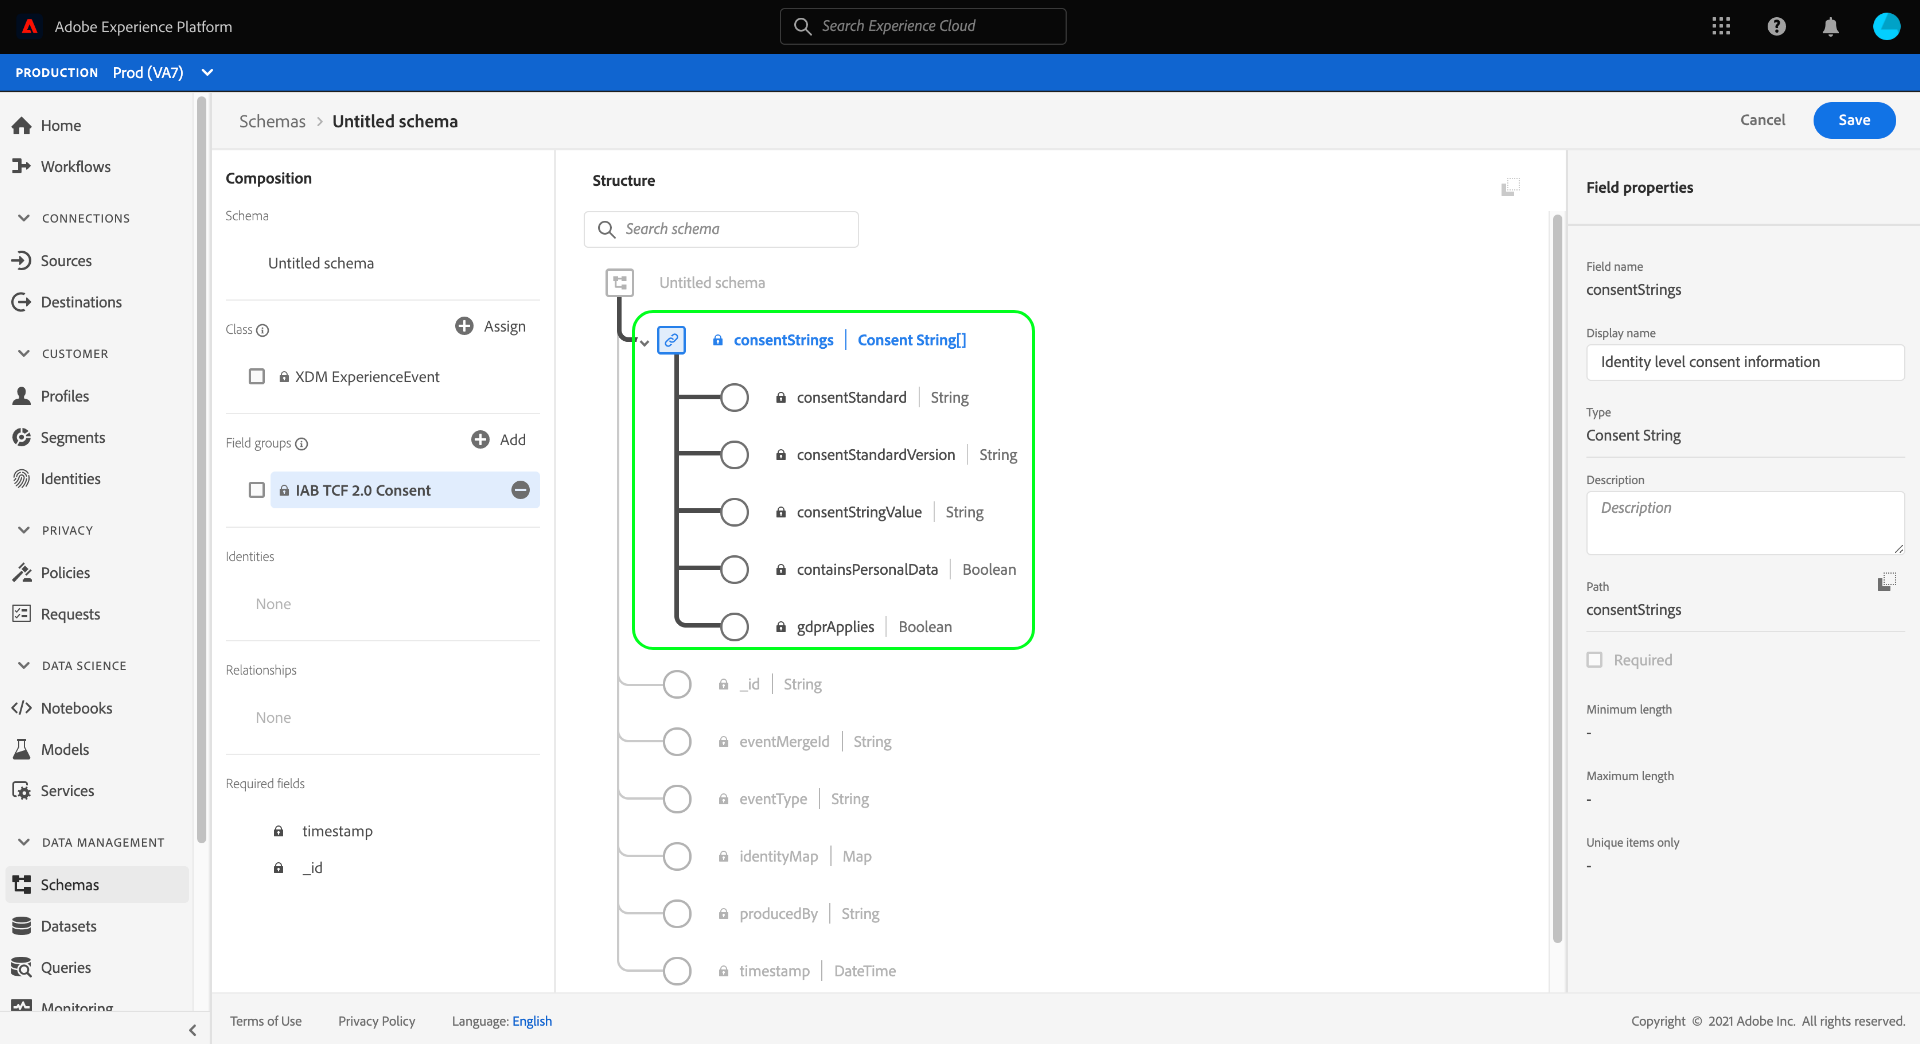 Adobe Experience Platform
Search Experience Cloud
PRODUCTION Prod (VA7)
Home
Workflows
CONNECTIONS
Sources
Destinations
CUSTOMER
Profiles
Segments
Identities
PRIVACY
Policies
Requests
DATA SCIENCE
Notebooks
Models
Services
DATA MANAGEMENT
Schemas
Datasets
Queries
Monitoring
Schemas > Untitled schema
Cancel
Save
Composition
Schema
Untitled schema
Class
Assign
XDM ExperienceEvent
Field groups
Add
IAB TCF 2.0 Consent
Identities
None
Relationships
None
Required fields
timestamp
_id
Structure
Search schema
Untitled schema
consentStrings | Consent String[]
consentStandard | String
consentStandardVersion | String
consentStringValue | String
containsPersonalData | Boolean
gdprApplies | Boolean
_id | String
eventMergeId | String
eventType | String
identityMap | Map
producedBy | String
timestamp | DateTime
Field properties
Field name
consentStrings
Display name
Identity level consent information
Type
Consent String
Description
Description
Path
consentStrings
Required
Minimum length
-
Maximum length
-
Unique items only
-
Terms of Use
Privacy Policy
Language: English
Copyright © 2021 Adobe Inc. All rights reserved.